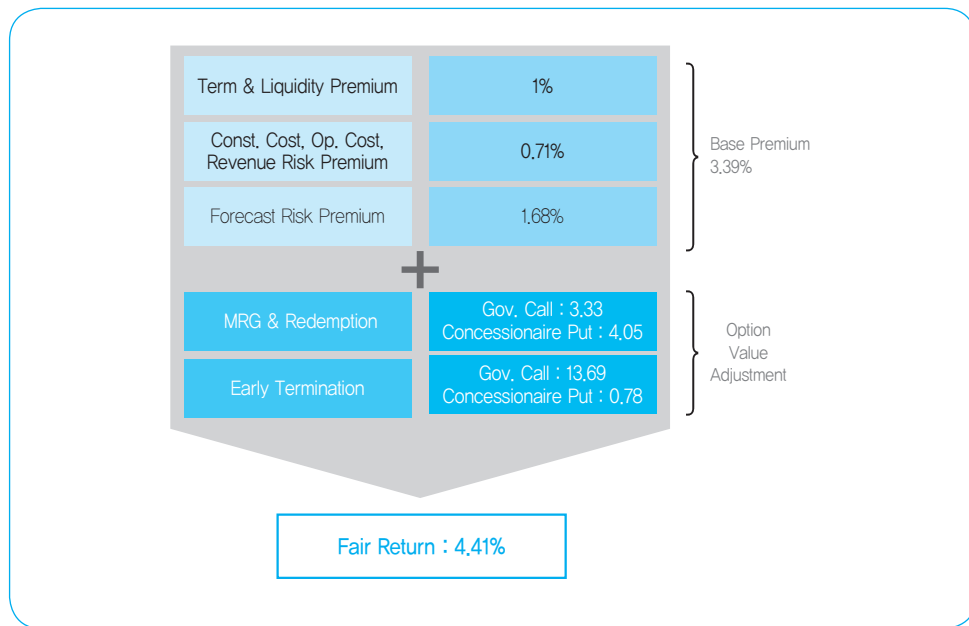 Term & Liquidity Premium
1%
Const. Cost, Op. Cost,
Revenue Risk Premium
0.71%
Forecast Risk Premium
1.68%
Base Premium
3.39%
+
MRG & Redemption
Gov. Call : 3.33
Concessionaire Put : 4.05
Early Termination
Gov. Call : 13.69
Concessionaire Put : 0.78
Option
Value
Adjustment
Fair Return : 4.41%